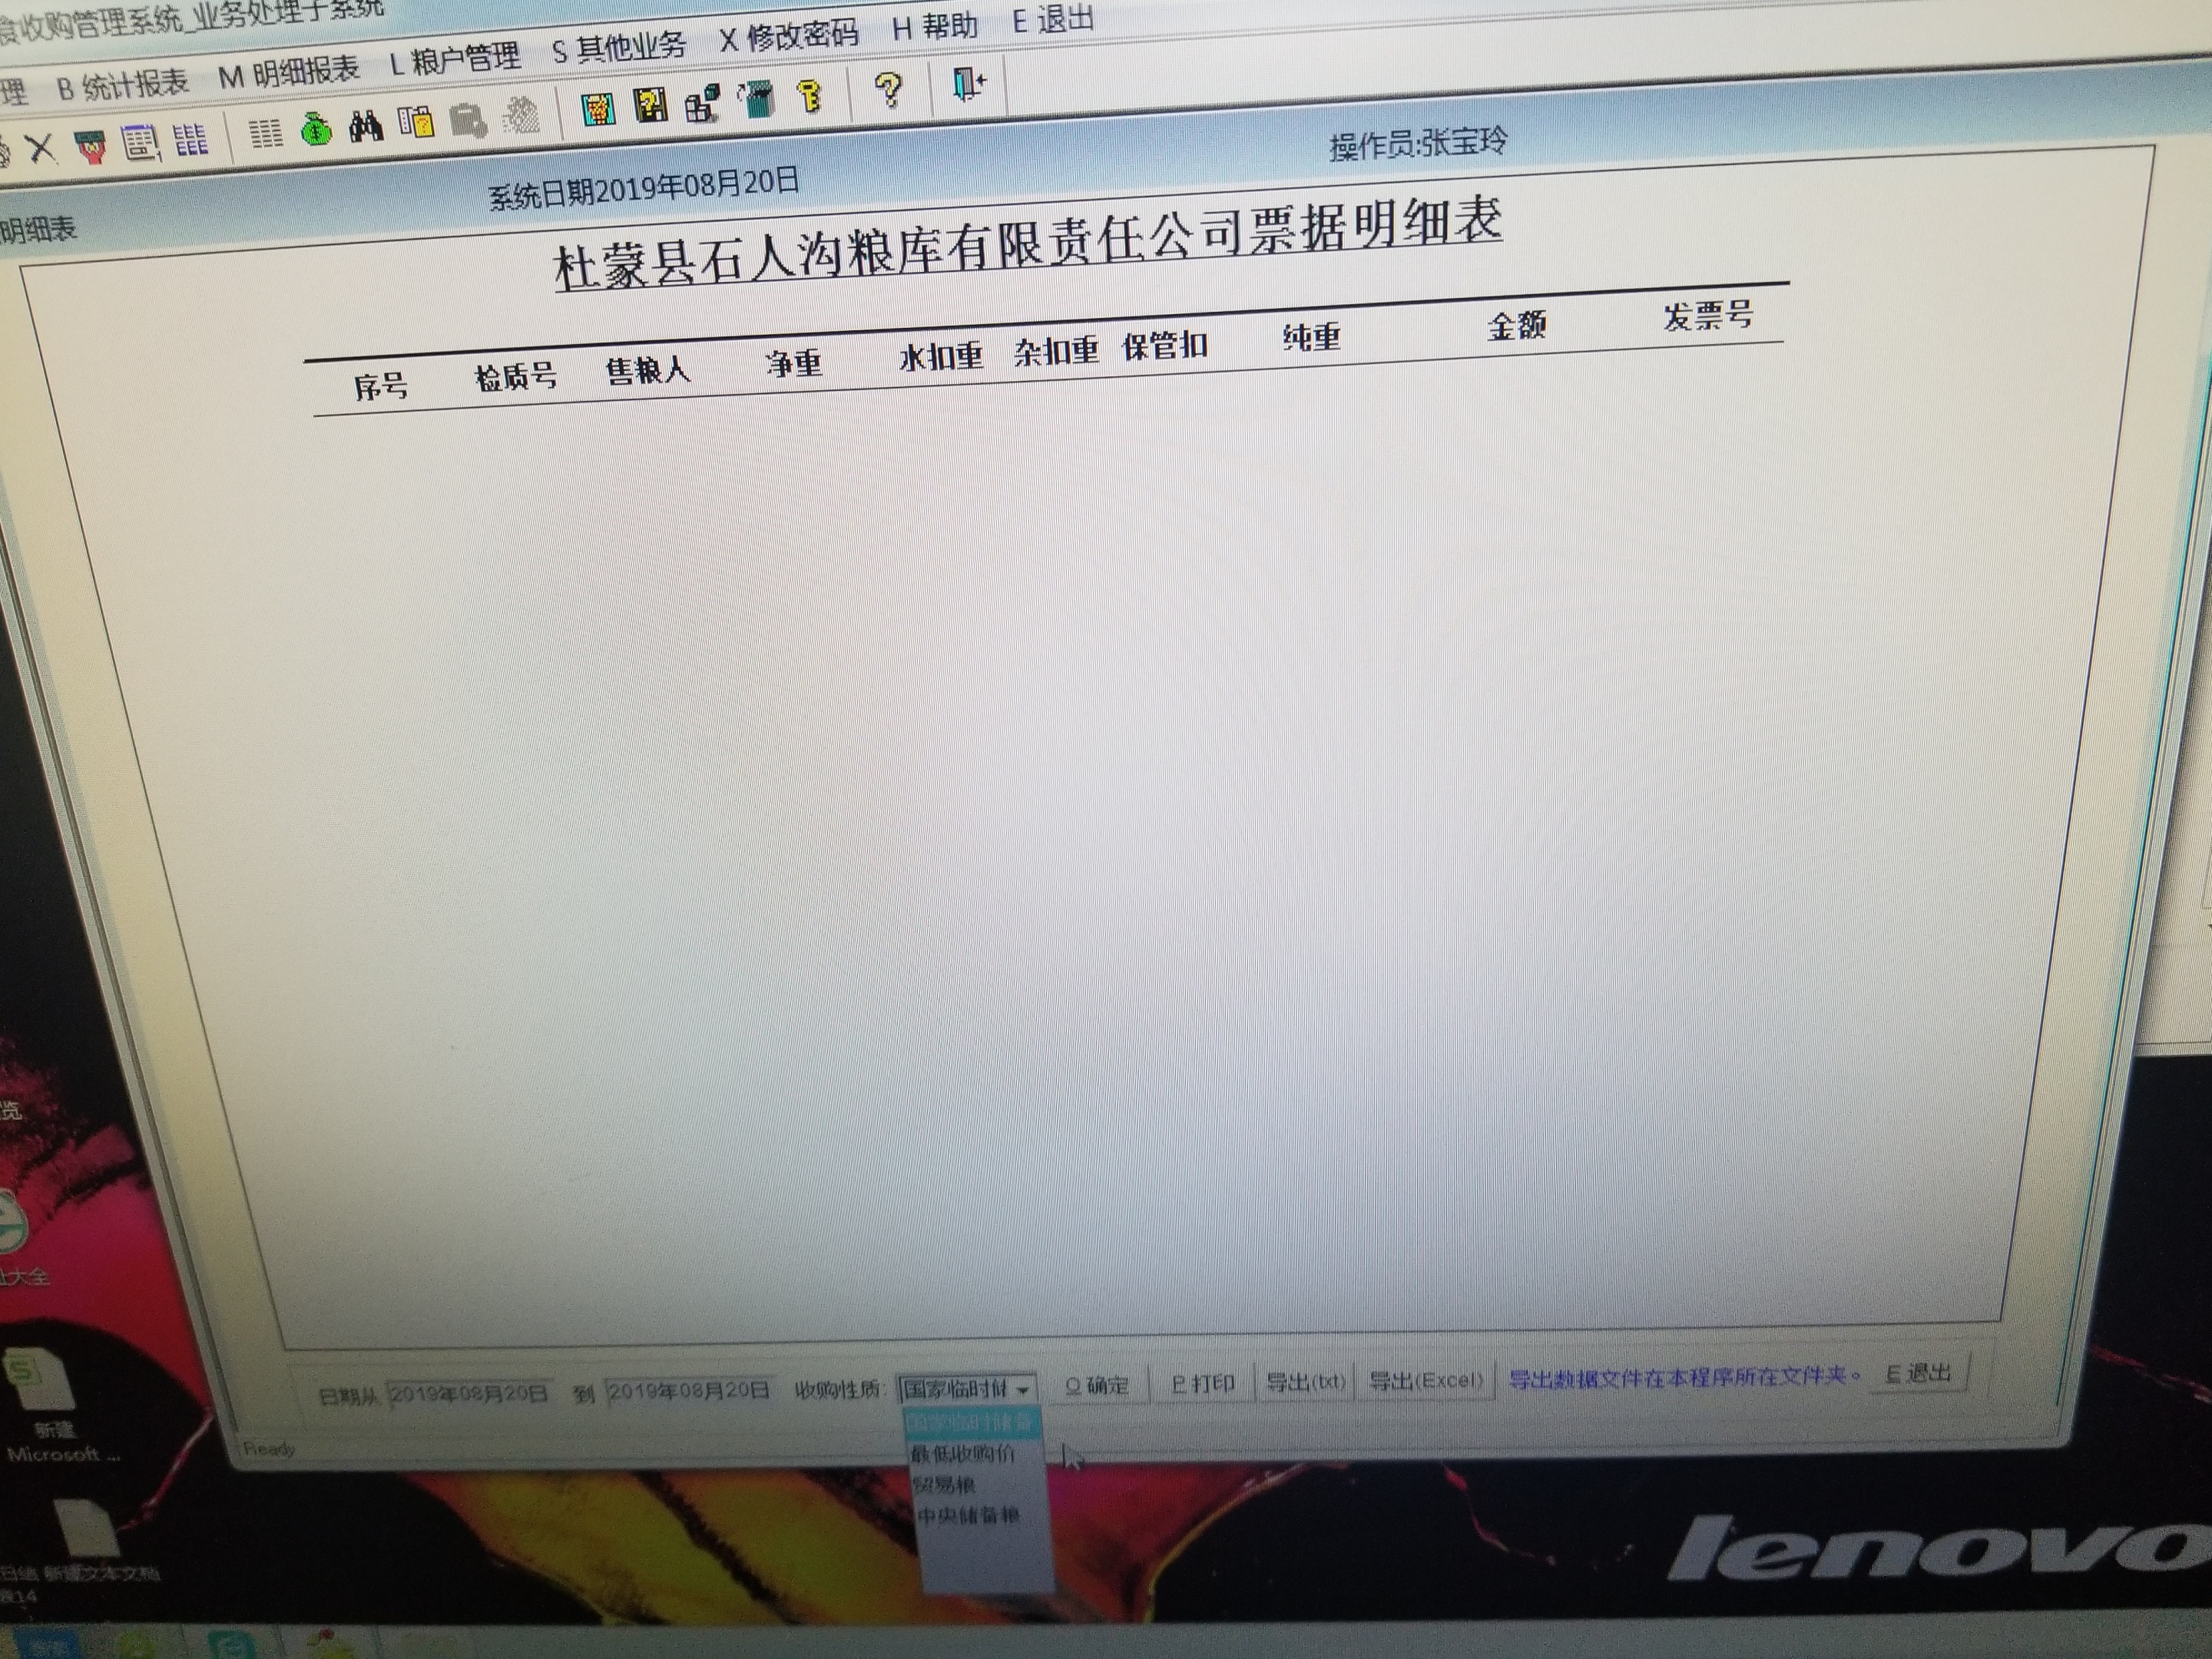 食收购管理系统_业务处理子系统
理 B 统计报表 M 明细报表 L 粮户管理 S 其他业务 X 修改密码 H 帮助 E 退出
明细表 系统日期2019年08月20日 操作员:张宝玲
杜蒙县石人沟粮库有限责任公司票据明细表
序号 检质号 售粮人 净重 水扣重 杂扣重 保管扣 纯重 金额 发票号
日期从 2019年08月20日 到 2019年08月20日 收购性质: 国家临时储 O 确定 P 打印 导出(txt) 导出(Excel) 导出数据文件在本程序所在文件夹。 E 退出
国家临时储备
最低收购价
贸易粮
中央储备粮
Ready
览
址大全
新建
Microsoft ...
日结 新建文本文档
lenovo